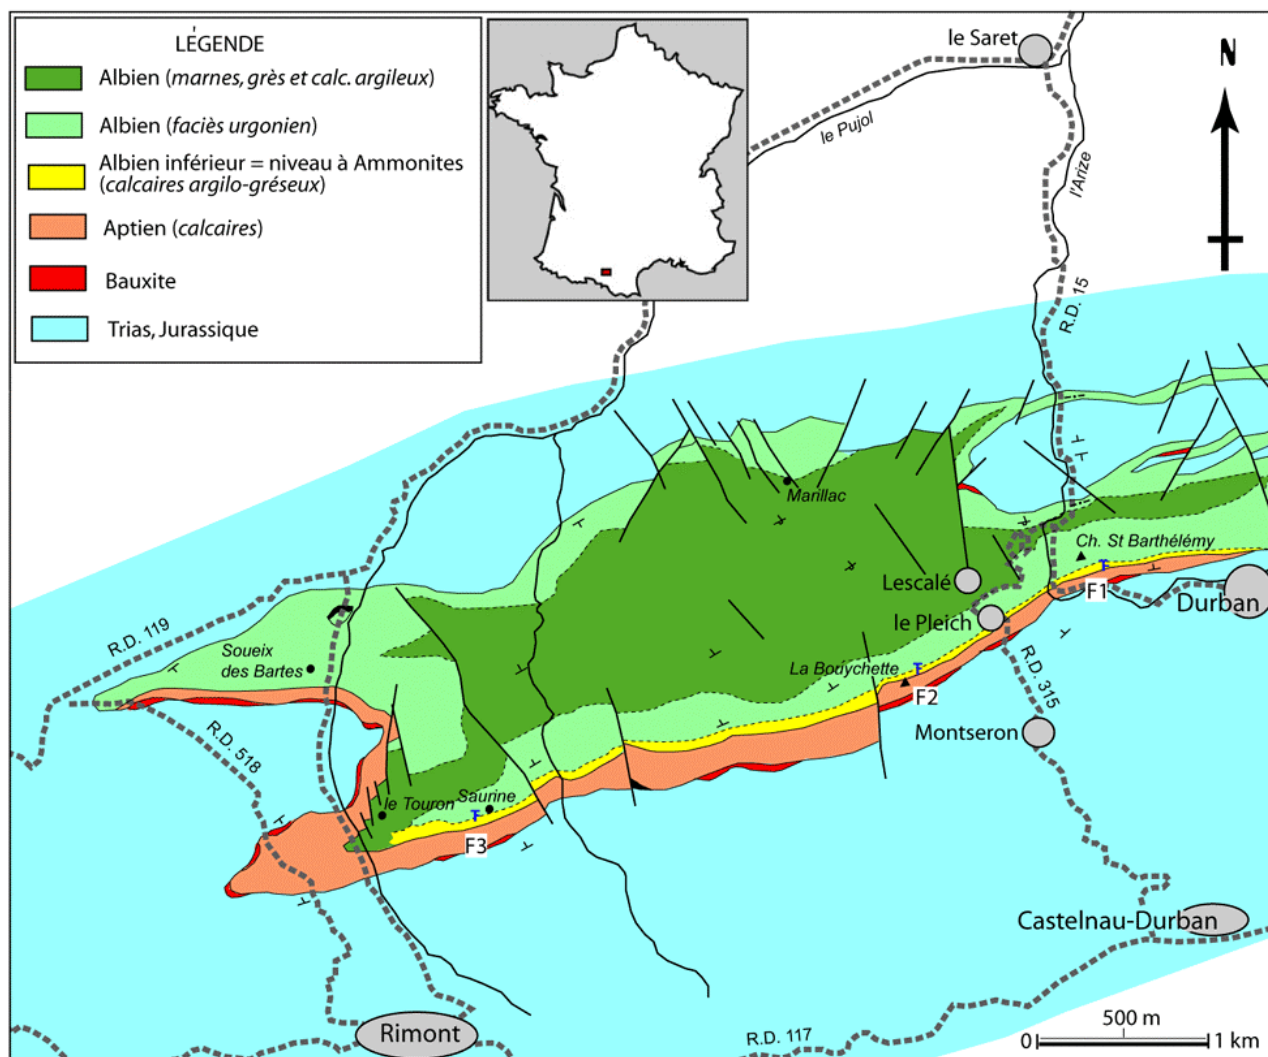 LÉGENDE
Albien (marnes, grès et calc. argileux)
Albien (faciès urgonien)
Albien inférieur = niveau à Ammonites
(calcaires argilo-gréseux)
Aptien (calcaires)
Bauxite
Trias, Jurassique
le Saret
N
le Pujol
l'Arize
R.D. 15
Marillac
Ch. St Barthélémy
Lescalé
F1
Durban
le Pleich
R.D. 119
Soueix
des Bartes
La Bouychette
F2
R.D. 315
Montseron
R.D. 518
le Touron
Saurine
F3
Castelnau-Durban
Rimont
R.D. 117
500 m
0
1 km